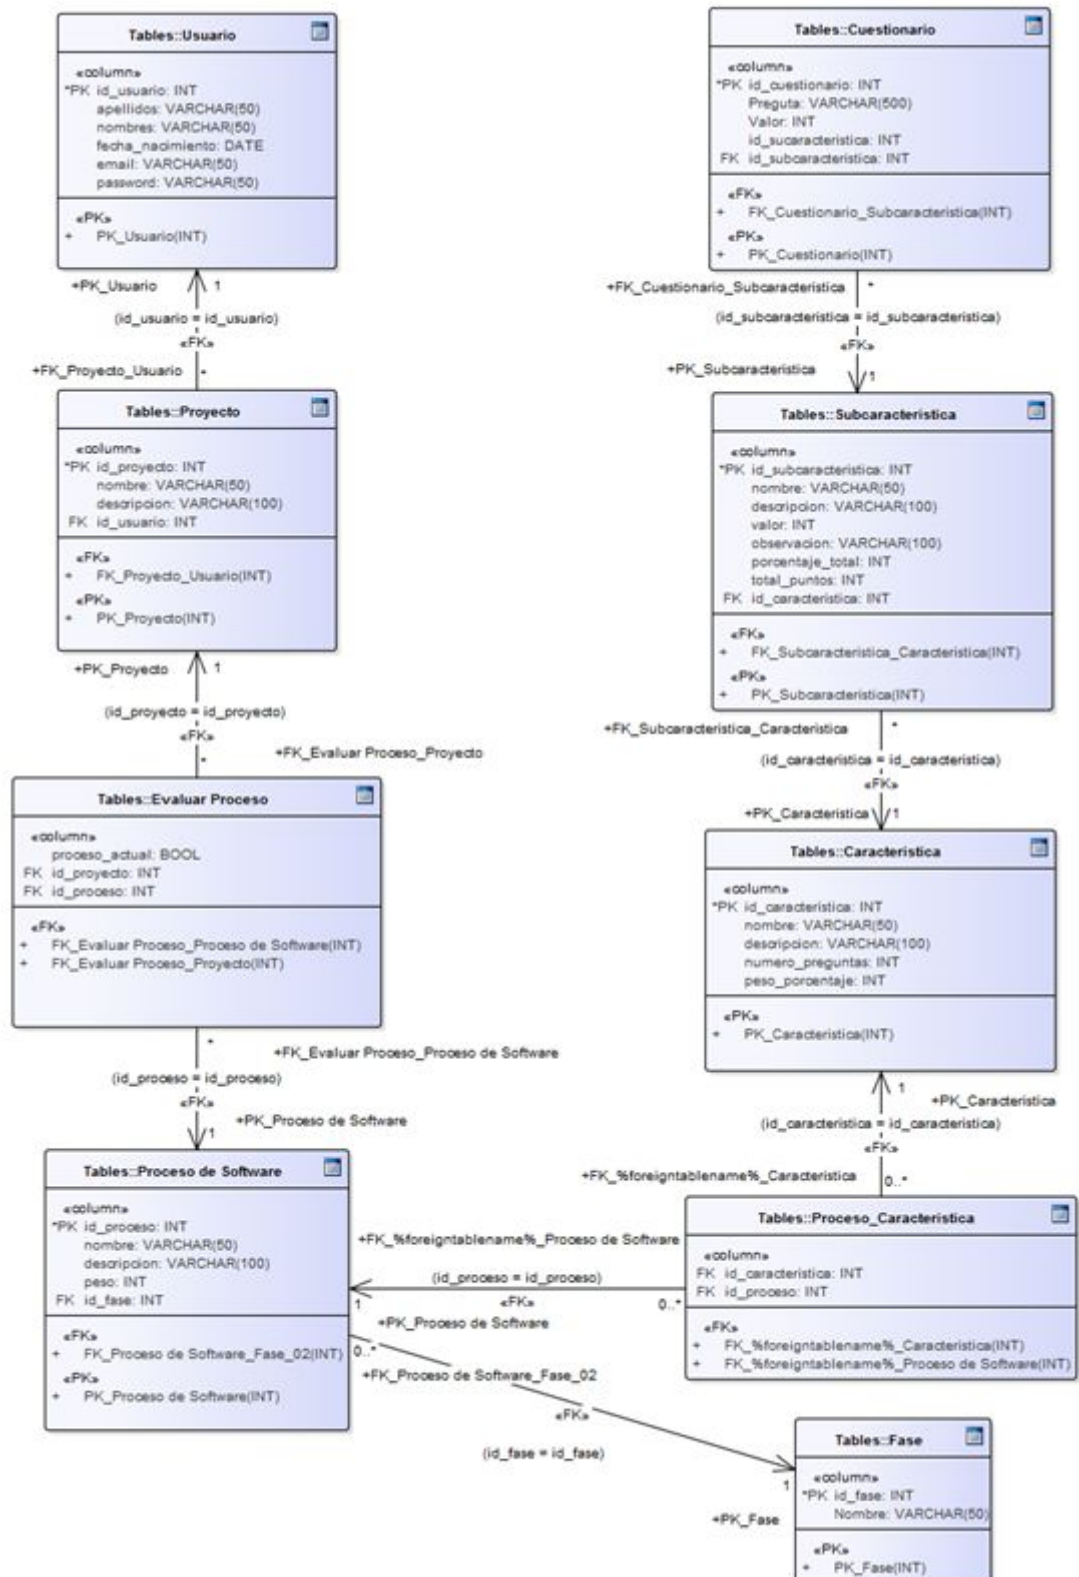 Tables::Usuario
«column»
*PK id_usuario: INT
apellidos: VARCHAR(50)
nombres: VARCHAR(50)
fecha_nacimiento: DATE
email: VARCHAR(50)
password: VARCHAR(50)
«PK»
+ PK_Usuario(INT)
+PK_Usuario 1
(id_usuario = id_usuario)
«FK»
+FK_Proyecto_Usuario *
Tables::Proyecto
«column»
*PK id_proyecto: INT
nombre: VARCHAR(50)
descripcion: VARCHAR(100)
FK id_usuario: INT
«FK»
+ FK_Proyecto_Usuario(INT)
«PK»
+ PK_Proyecto(INT)
+PK_Proyecto 1
(id_proyecto = id_proyecto)
«FK»
* +FK_Evaluar Proceso_Proyecto
Tables::Evaluar Proceso
«column»
proceso_actual: BOOL
FK id_proyecto: INT
FK id_proceso: INT
«FK»
+ FK_Evaluar Proceso_Proceso de Software(INT)
+ FK_Evaluar Proceso_Proyecto(INT)
* +FK_Evaluar Proceso_Proceso de Software
(id_proceso = id_proceso)
«FK»
+PK_Proceso de Software
1
Tables::Proceso de Software
«column»
*PK id_proceso: INT
nombre: VARCHAR(50)
descripcion: VARCHAR(100)
peso: INT
FK id_fase: INT
«FK»
+ FK_Proceso de Software_Fase_02(INT)
«PK»
+ PK_Proceso de Software(INT)
Tables::Cuestionario
«column»
*PK id_cuestionario: INT
Preguta: VARCHAR(500)
Valor: INT
id_sucaracteristica: INT
FK id_subcaracteristica: INT
«FK»
+ FK_Cuestionario_Subcaracteristica(INT)
«PK»
+ PK_Cuestionario(INT)
+FK_Cuestionario_Subcaracteristica *
(id_subcaracteristica = id_subcaracteristica)
«FK»
+PK_Subcaracteristica 1
Tables::Subcaracteristica
«column»
*PK id_subcaracteristica: INT
nombre: VARCHAR(50)
descripcion: VARCHAR(100)
valor: INT
observacion: VARCHAR(100)
porcentaje_total: INT
total_puntos: INT
FK id_caracteristica: INT
«FK»
+ FK_Subcaracteristica_Caracteristica(INT)
«PK»
+ PK_Subcaracteristica(INT)
+FK_Subcaracteristica_Caracteristica *
(id_caracteristica = id_caracteristica)
«FK»
+PK_Caracteristica 1
Tables::Caracteristica
«column»
*PK id_caracteristica: INT
nombre: VARCHAR(50)
descripcion: VARCHAR(100)
numero_preguntas: INT
peso_porcentaje: INT
«PK»
+ PK_Caracteristica(INT)
1 +PK_Caracteristica
(id_caracteristica = id_caracteristica)
«FK»
+FK_%foreigntablename%_Caracteristica 0..*
Tables::Proceso_Caracteristica
«column»
FK id_caracteristica: INT
FK id_proceso: INT
«FK»
+ FK_%foreigntablename%_Caracteristica(INT)
+ FK_%foreigntablename%_Proceso de Software(INT)
+FK_%foreigntablename%_Proceso de Software
(id_proceso = id_proceso)
1 «FK» 0..*
+PK_Proceso de Software
0..*
+FK_Proceso de Software_Fase_02
«FK»
(id_fase = id_fase)
1
+PK_Fase
Tables::Fase
«column»
*PK id_fase: INT
Nombre: VARCHAR(50)
«PK»
+ PK_Fase(INT)